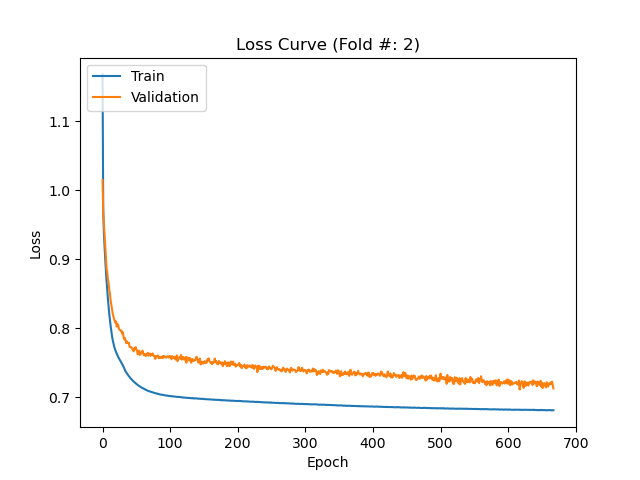 Loss Curve (Fold #: 2)
Train
Validation
1.1
1.0
0.9
0.8
0.7
Loss
0 100 200 300 400 500 600 700
Epoch